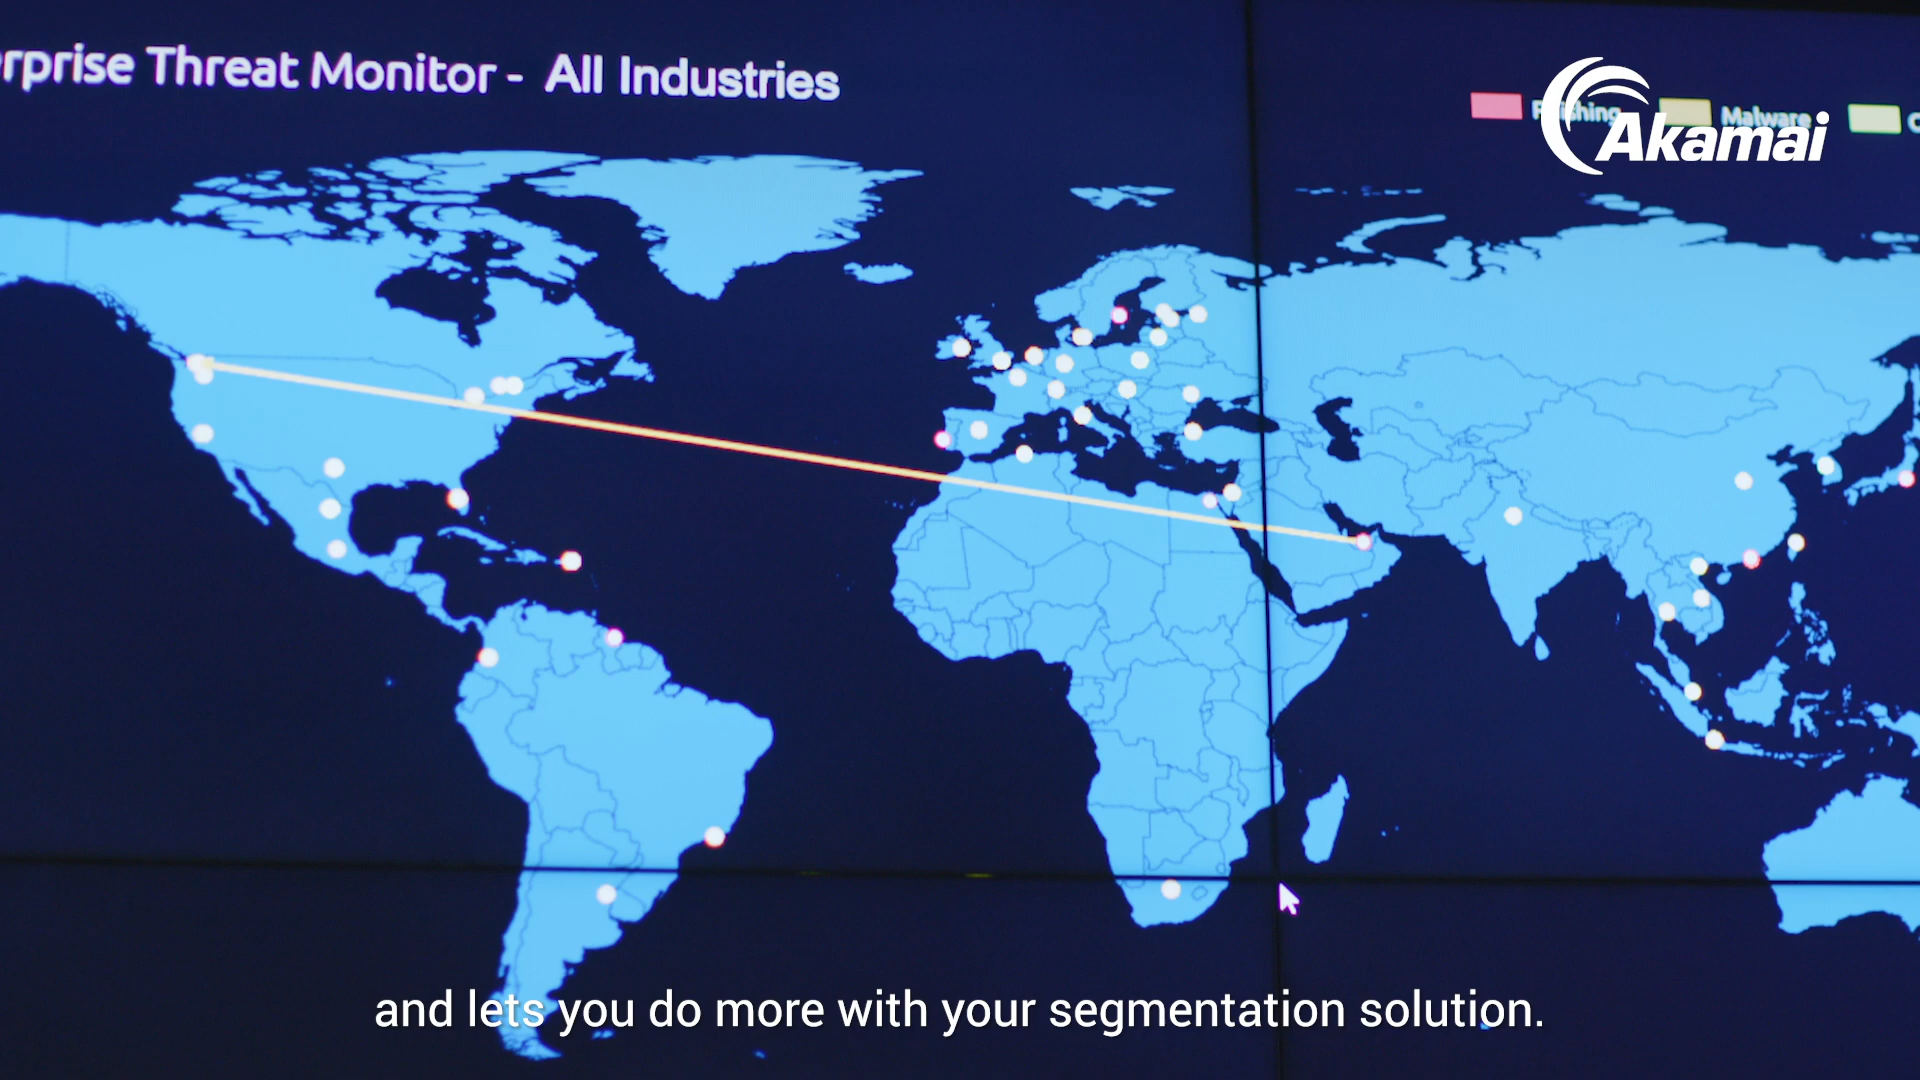 rprise Threat Monitor - All Industries
Malware
Akamai
and lets you do more with your segmentation solution.